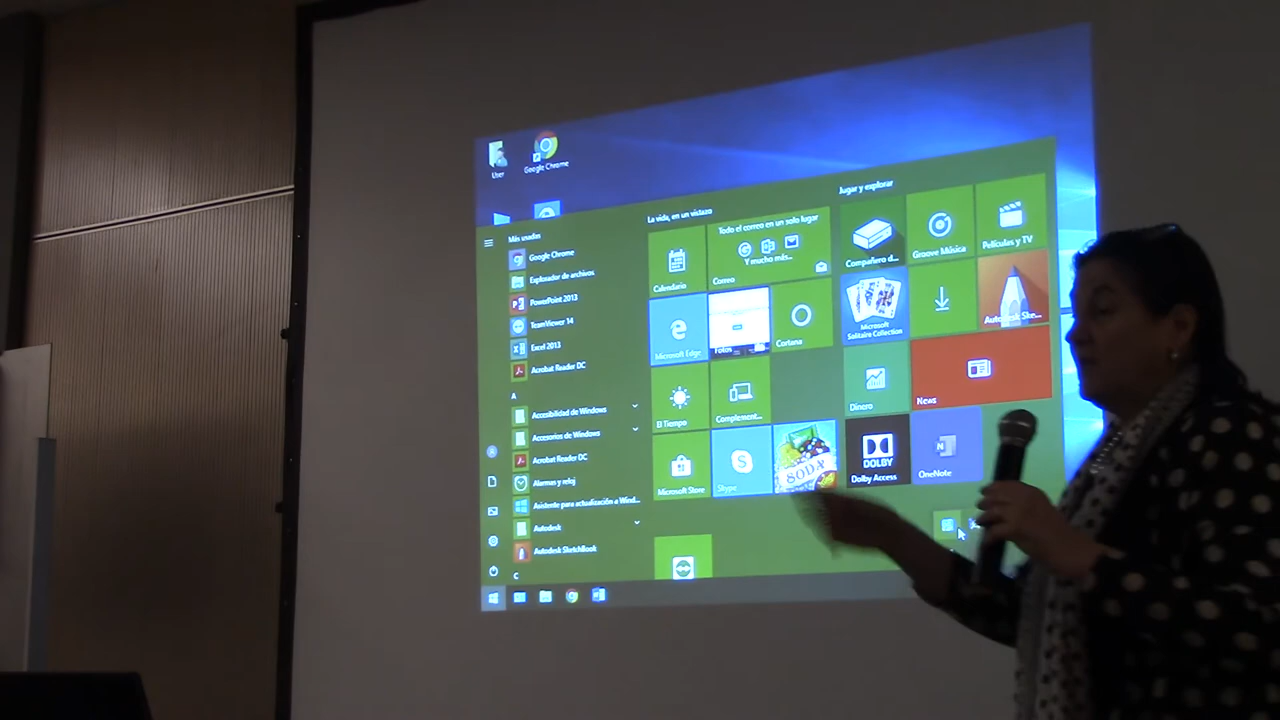 User
Google Chrome
Más usadas
Google Chrome
Explorador de archivos
PowerPoint 2013
TeamViewer 14
Excel 2013
Acrobat Reader DC
A
Accesibilidad de Windows
Accesorios de Windows
Acrobat Reader DC
Alarmas y reloj
Asistente para actualización a Wind...
Autodesk
Autodesk SketchBook
C
La vida, en un vistazo
Calendario
Todo el correo en un solo lugar
Y mucho más...
Correo
Microsoft Edge
Fotos
Cortana
El Tiempo
Complement...
Microsoft Store
Skype
SODA
Jugar y explorar
Compañero d...
Groove Música
Películas y TV
Microsoft
Solitaire Collection
Autodesk Ske...
Dinero
News
DOLBY
Dolby Access
OneNote